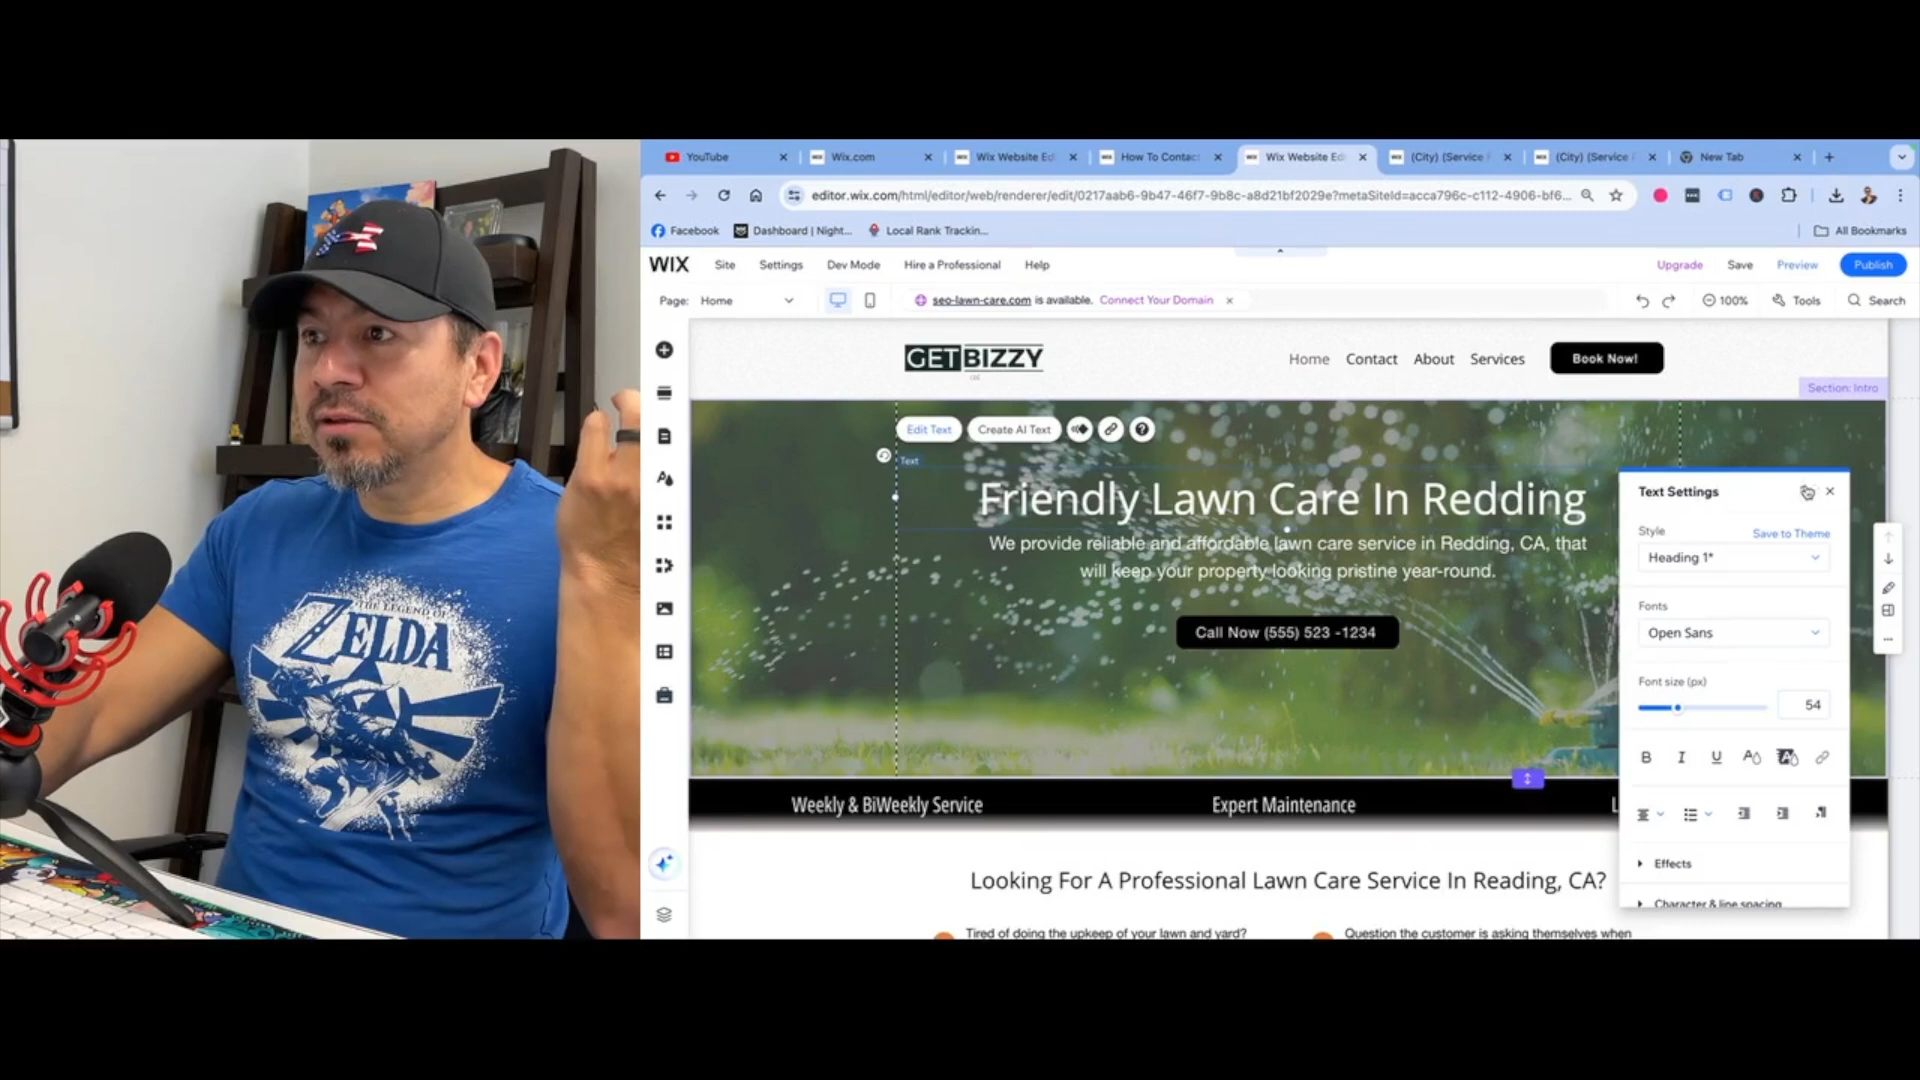 YouTube
Wix.com
Wix Website Ed
How To Contac
Wix Website Ed
(City) (Service
(City) (Service
New Tab
editor.wix.com/html/editor/web/renderer/edit/0217aab6-9b47-46f7-9b8c-a8d21bf2029e?metaSiteId=acca796c-c112-4906-bf6...
Facebook
Dashboard | Night...
Local Rank Trackin...
All Bookmarks
WIX
Site
Settings
Dev Mode
Hire a Professional
Help
Upgrade
Save
Preview
Publish
Page: Home
seo-lawn-care.com is available. Connect Your Domain
100%
Tools
Search
GETBIZZY
Home
Contact
About
Services
Book Now!
Section: Intro
Edit Text
Create AI Text
Text
Friendly Lawn Care In Redding
We provide reliable and affordable lawn care service in Redding, CA, that
will keep your property looking pristine year-round.
Call Now (555) 523 -1234
Weekly & BiWeekly Service
Expert Maintenance
L
Looking For A Professional Lawn Care Service In Reading, CA?
Tired of doing the upkeep of your lawn and yard?
Question the customer is asking themselves when
Text Settings
Style
Save to Theme
Heading 1*
Fonts
Open Sans
Font size (px)
54
B I U
Effects
Character & line spacing
THE LEGEND OF
ZELDA